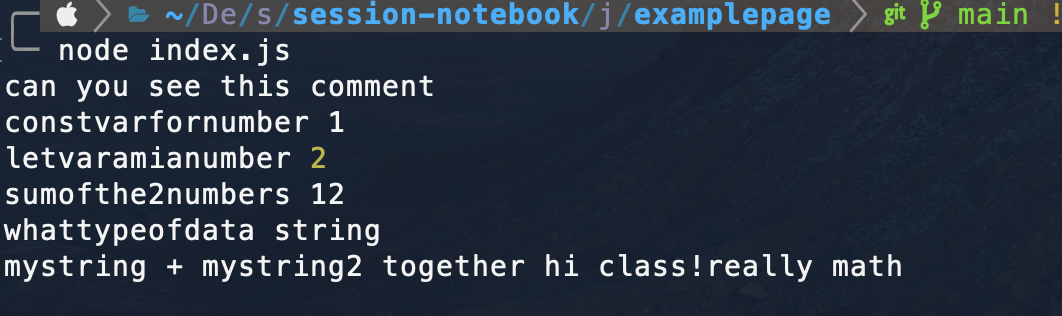 ~/De/s/session-notebook/j/examplepage git main !
node index.js
can you see this comment
constvarfornumber 1
letvaramianumber 2
sumofthe2numbers 12
whattypeofdata string
mystring + mystring2 together hi class!really math